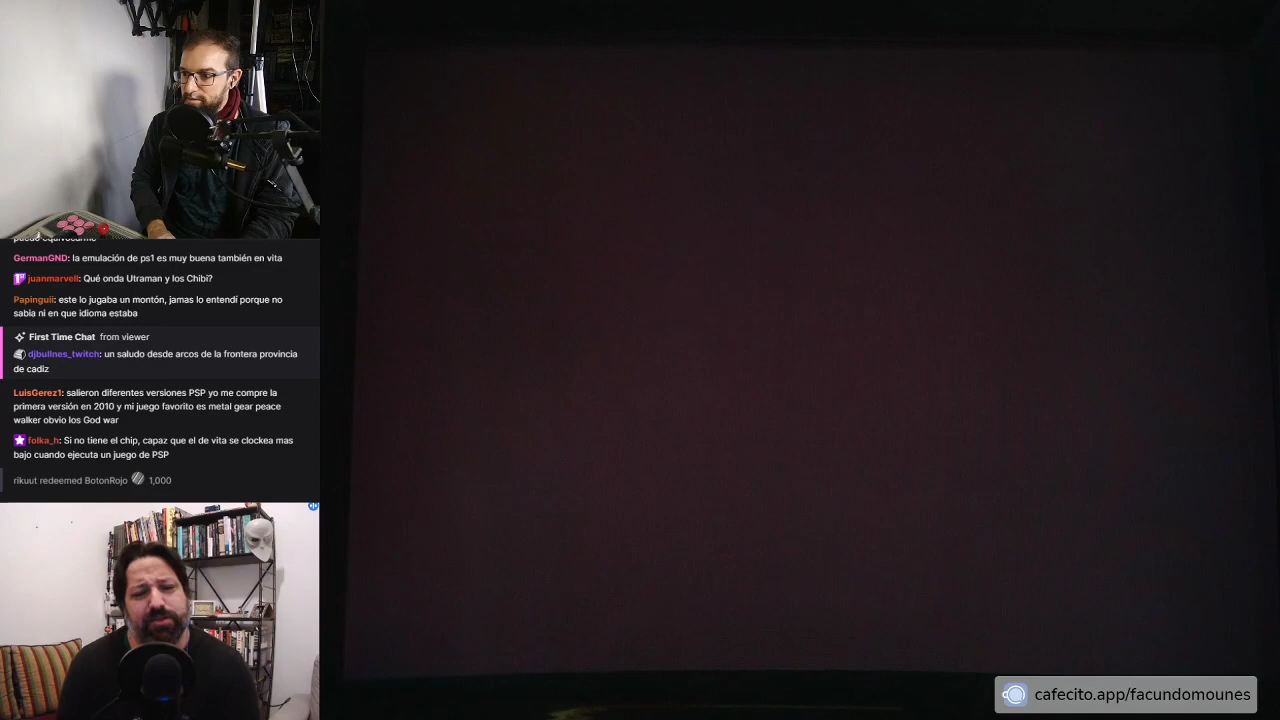 GermanGND: la emulación de ps1 es muy buena también en vita
juanmarvell: Qué onda Utraman y los Chibi?
Papinguii: este lo jugaba un montón, jamas lo entendí porque no
sabia ni en que idioma estaba
First Time Chat from viewer
djbullnes_twitch: un saludo desde arcos de la frontera provincia
de cadiz
LuisGerez1: salieron diferentes versiones PSP yo me compre la
primera versión en 2010 y mi juego favorito es metal gear peace
walker obvio los God war
folka_h: Si no tiene el chip, capaz que el de vita se clockea mas
bajo cuando ejecuta un juego de PSP
rikuut redeemed BotonRojo 1,000
cafecito.app/facundomounes